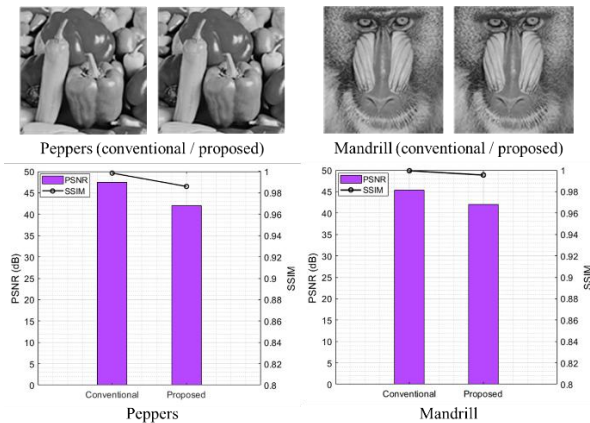 Peppers (conventional / proposed)
Mandrill (conventional / proposed)
50
45
40
35
30
25
20
15
10
5
0
PSNR (dB)
PSNR
SSIM
1
0.98
0.96
0.94
0.92
0.9
0.88
0.86
0.84
0.82
0.8
SSIM
Conventional
Proposed
Peppers
50
45
40
35
30
25
20
15
10
5
0
PSNR (dB)
PSNR
SSIM
1
0.98
0.96
0.94
0.92
0.9
0.88
0.86
0.84
0.82
0.8
SSIM
Conventional
Proposed
Mandrill